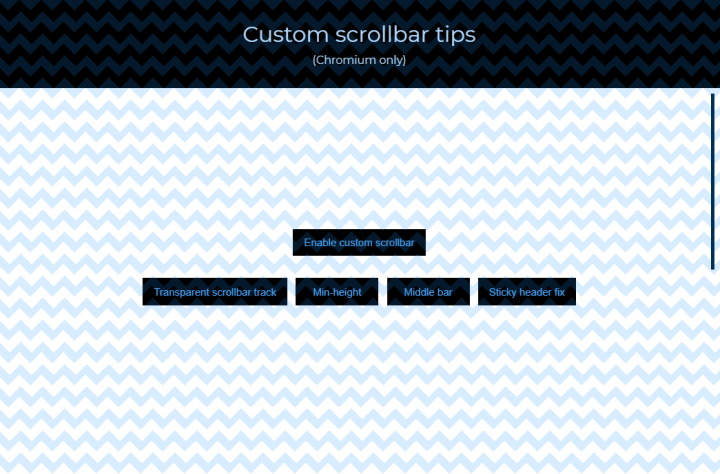 Custom scrollbar tips
(Chromium only)
Enable custom scrollbar
Transparent scrollbar track
Min-height
Middle bar
Sticky header fix